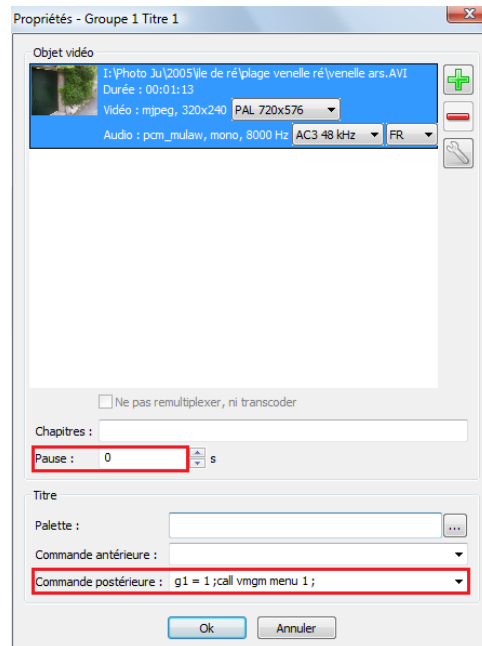 Propriétés - Groupe 1 Titre 1
Objet vidéo
I:\Photo Ju\2005\ile de ré\plage venelle ré\venelle ars.AVI
Durée : 00:01:13
Vidéo : mjpeg, 320x240 PAL 720x576
Audio : pcm_mulaw, mono, 8000 Hz AC3 48 kHz FR
Ne pas remultiplexer, ni transcoder
Chapitres :
Pause : 0 s
Titre
Palette : ...
Commande antérieure :
Commande postérieure : g1 = 1 ;call vmgm menu 1 ;
Ok Annuler